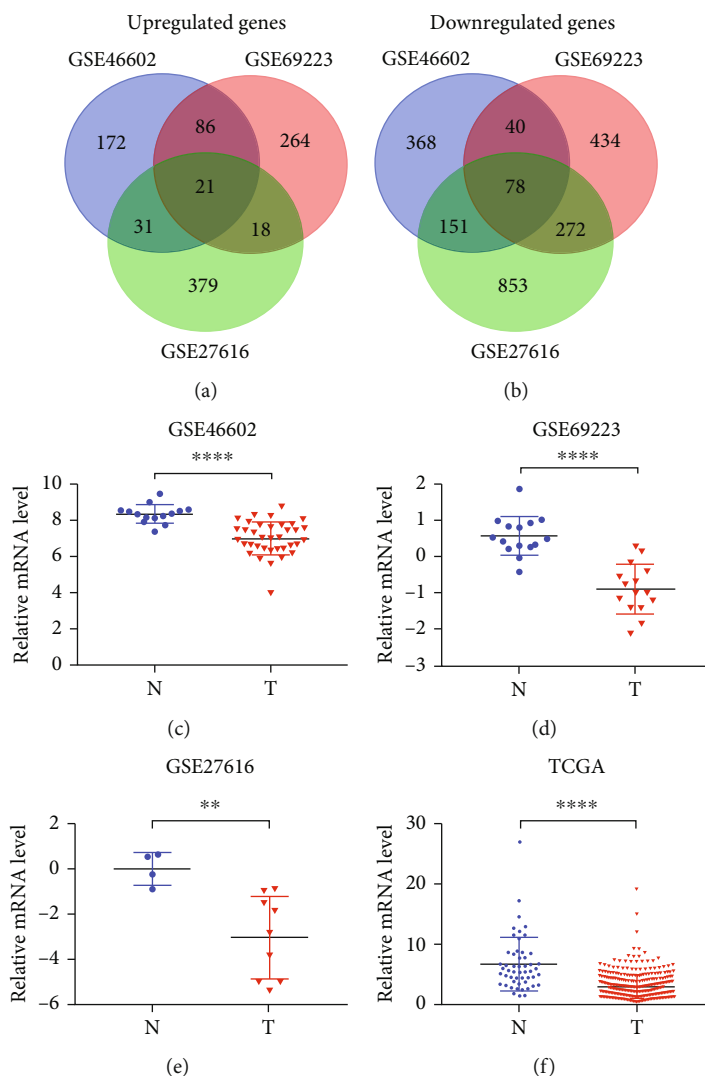 Upregulated genes
GSE46602 GSE69223
172 86 264
21
31 18
379
GSE27616
(a)
Downregulated genes
GSE46602 GSE69223
368 40 434
78
151 272
853
GSE27616
(b)
GSE46602
****
Relative mRNA level
10
8
6
4
2
0
N T
(c)
GSE69223
****
Relative mRNA level
2
1
0
−1
−2
−3
N T
(d)
GSE27616
**
Relative mRNA level
2
0
−2
−4
−6
N T
(e)
TCGA
****
Relative mRNA level
30
20
10
0
N T
(f)